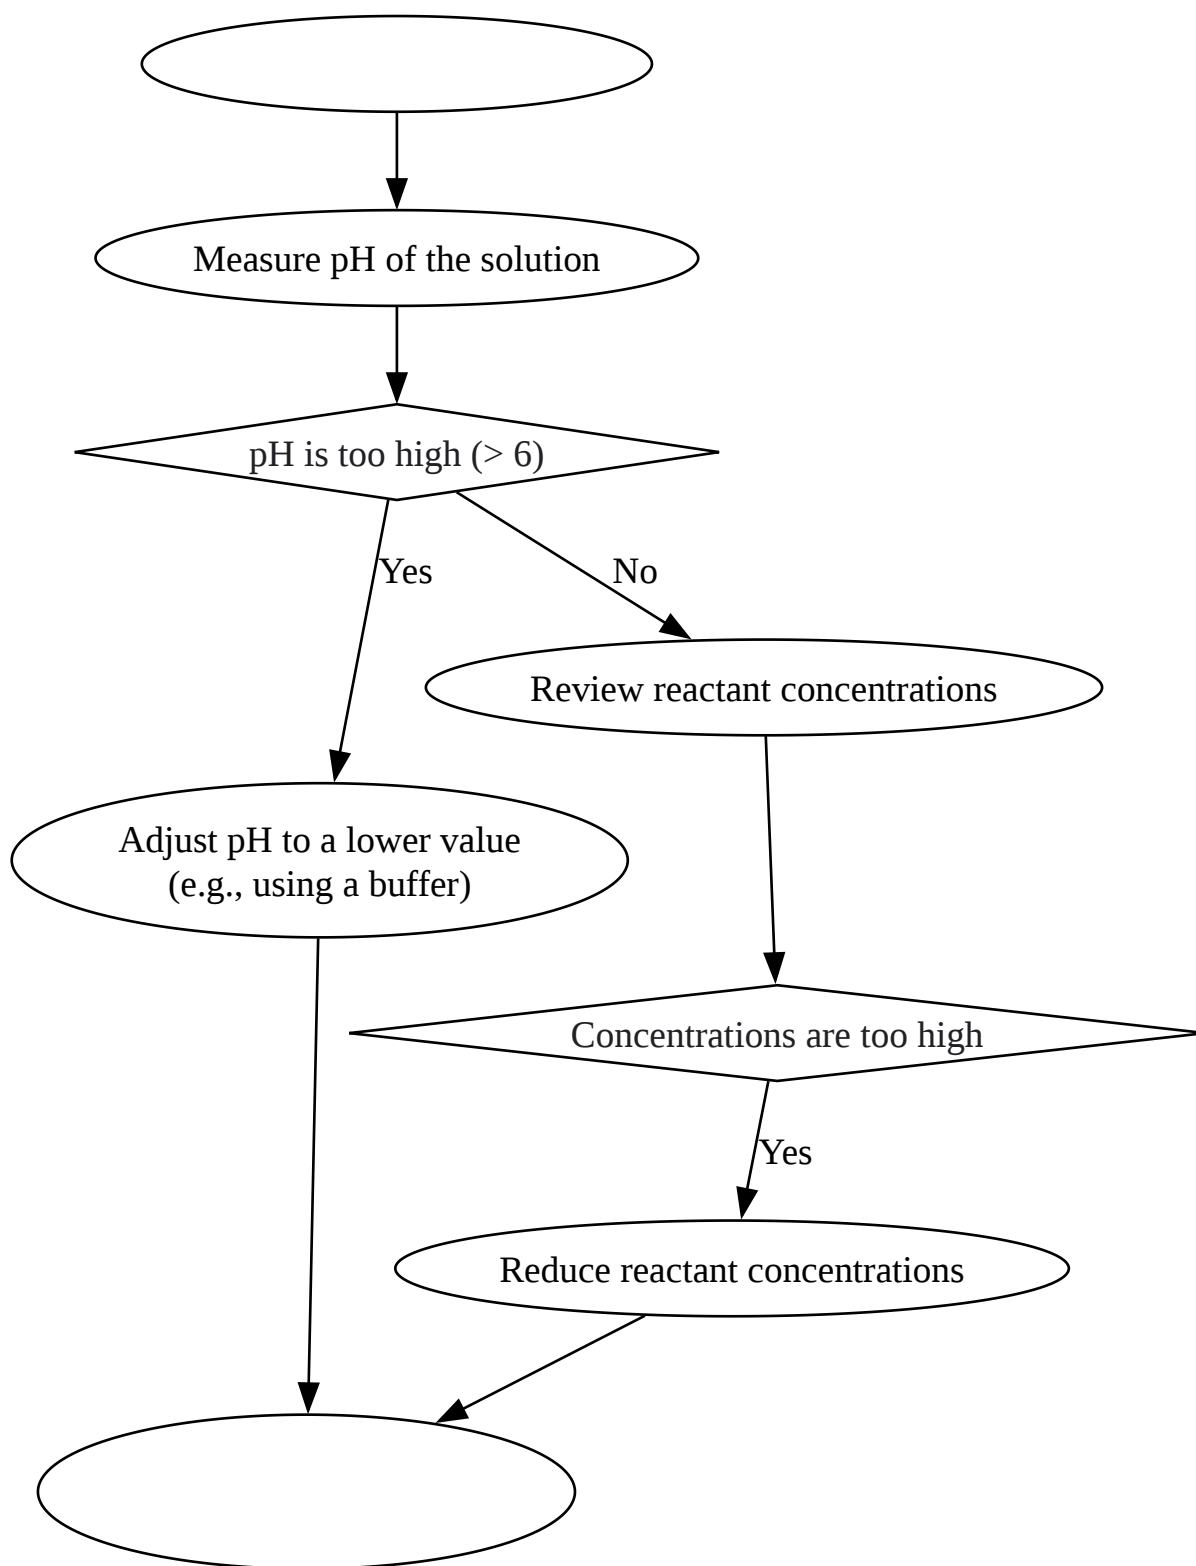 Measure pH of the solution
pH is too high (> 6)
Yes
No
Review reactant concentrations
Adjust pH to a lower value
(e.g., using a buffer)
Concentrations are too high
Yes
Reduce reactant concentrations